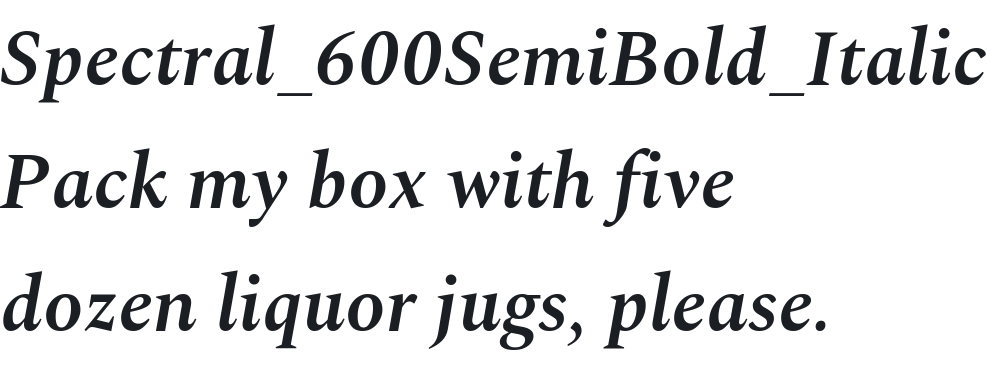 Spectral_600SemiBold_Italic
Pack my box with five
dozen liquor jugs, please.